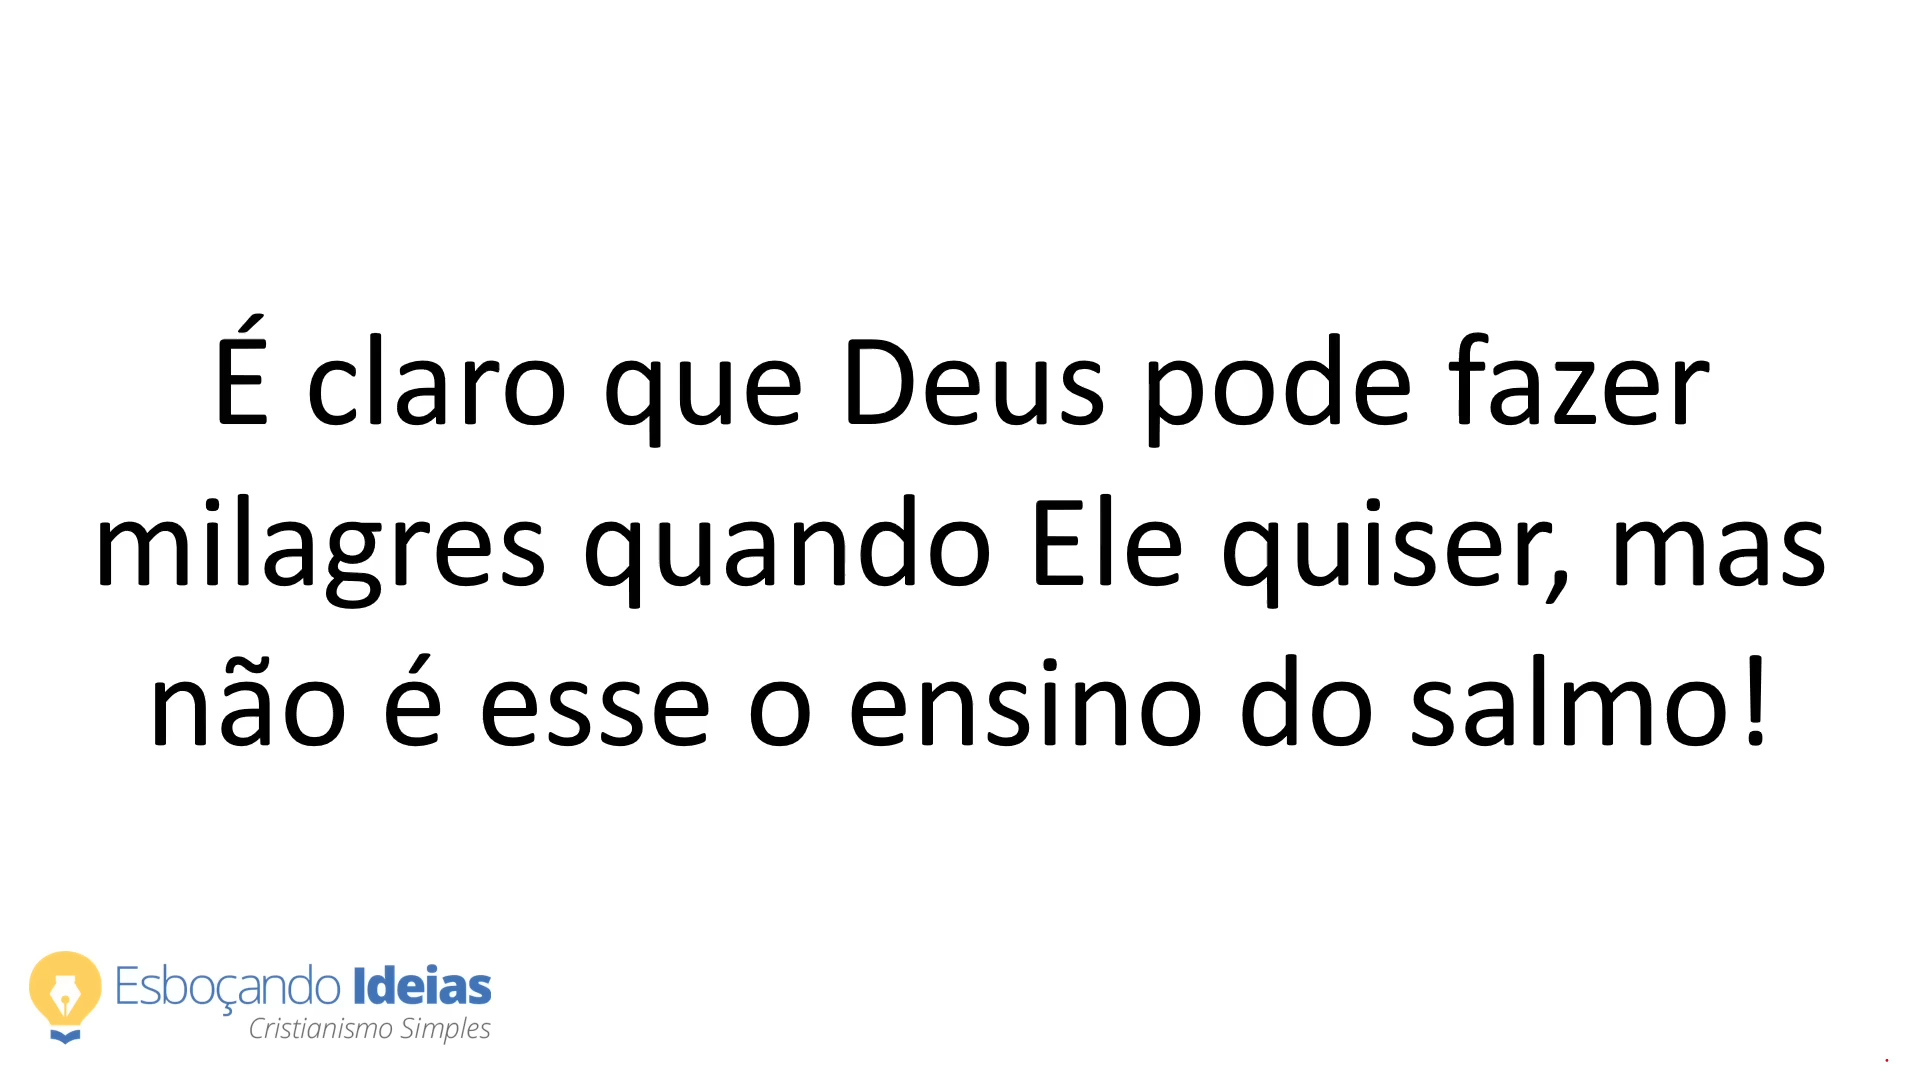 É claro que Deus pode fazer
milagres quando Ele quiser, mas
não é esse o ensino do salmo!
Esboçando Ideias
Cristianismo Simples